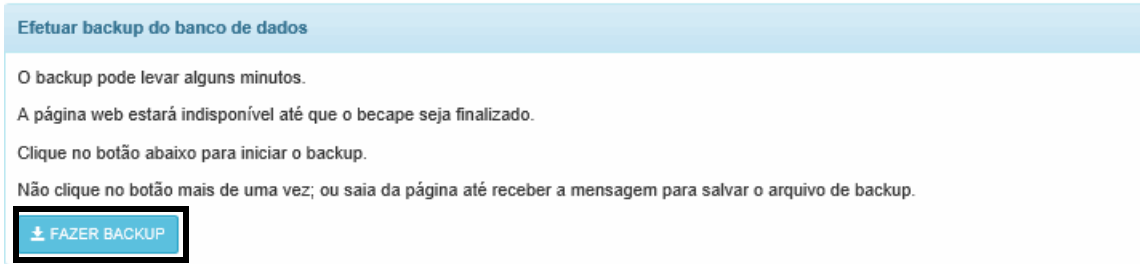 Efetuar backup do banco de dados
O backup pode levar alguns minutos.
A página web estará indisponível até que o becape seja finalizado.
Clique no botão abaixo para iniciar o backup.
Não clique no botão mais de uma vez; ou saia da página até receber a mensagem para salvar o arquivo de backup.
FAZER BACKUP